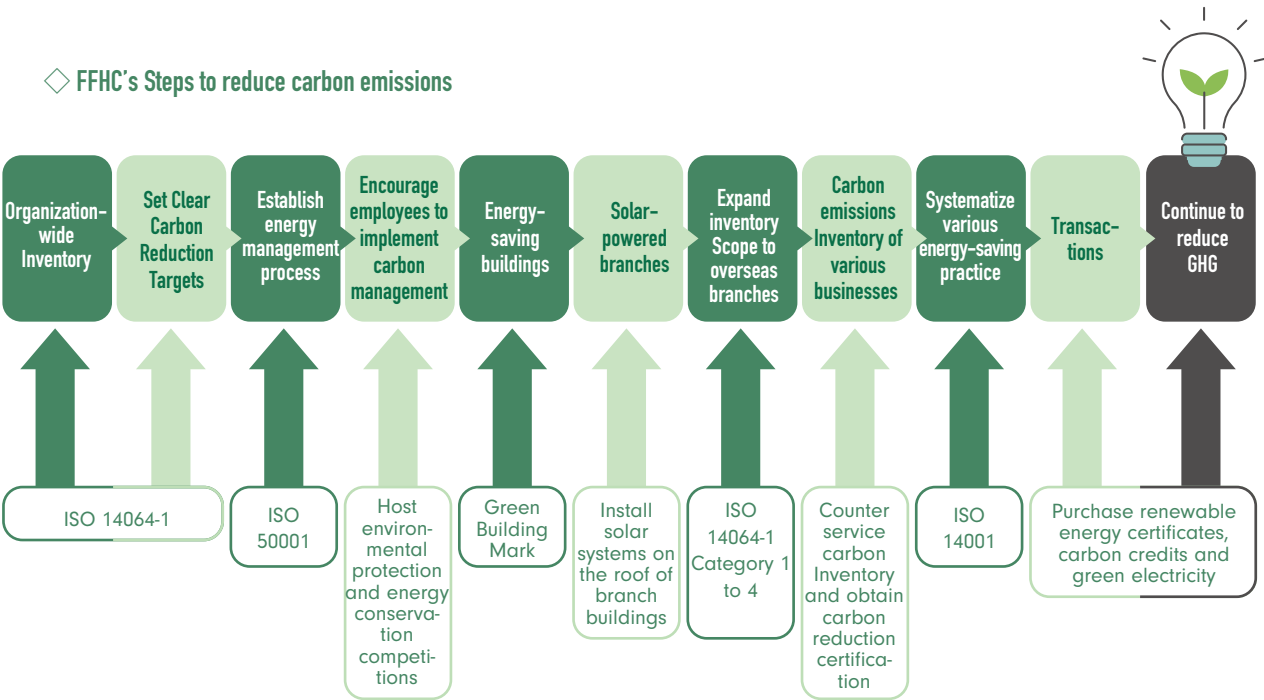 FFHC's Steps to reduce carbon emissions
Organization-
wide
Inventory
Set Clear
Carbon
Reduction
Targets
Establish
energy
management
process
Encourage
employees to
implement
carbon
management
Energy-
saving
buildings
Solar-
powered
branches
Expand
inventory
Scope to
overseas
branches
Carbon
emissions
Inventory of
various
businesses
Systematize
various
energy-saving
practice
Transac-
tions
Continue to
reduce
GHG
ISO 14064-1
ISO
50001
Host
environ-
mental
protection
and energy
conserva-
tion
competi-
tions
Green
Building
Mark
Install
solar
systems on
the roof of
branch
buildings
ISO
14064-1
Category 1
to 4
Counter
service
carbon
Inventory
and obtain
carbon
reduction
certifica-
tion
ISO
14001
Purchase renewable
energy certificates,
carbon credits and
green electricity